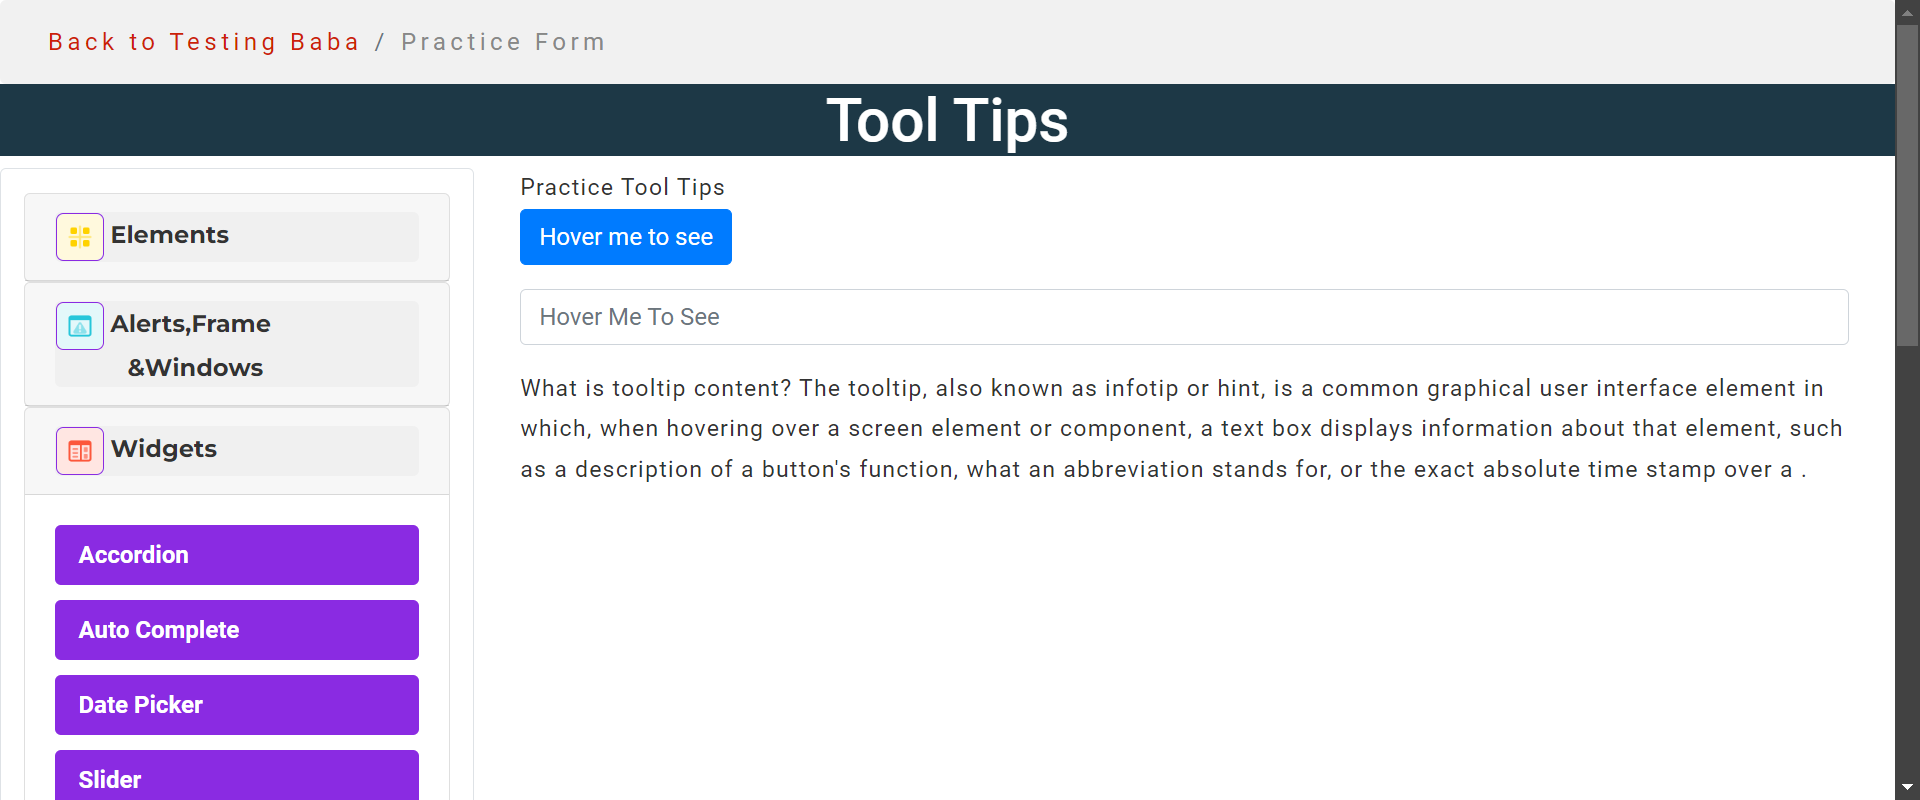 Back to Testing Baba / Practice Form
Tool Tips
Elements
Alerts,Frame
&Windows
Widgets
Accordion
Auto Complete
Date Picker
Slider
Practice Tool Tips
Hover me to see
Hover Me To See
What is tooltip content? The tooltip, also known as infotip or hint, is a common graphical user interface element in
which, when hovering over a screen element or component, a text box displays information about that element, such
as a description of a button's function, what an abbreviation stands for, or the exact absolute time stamp over a .